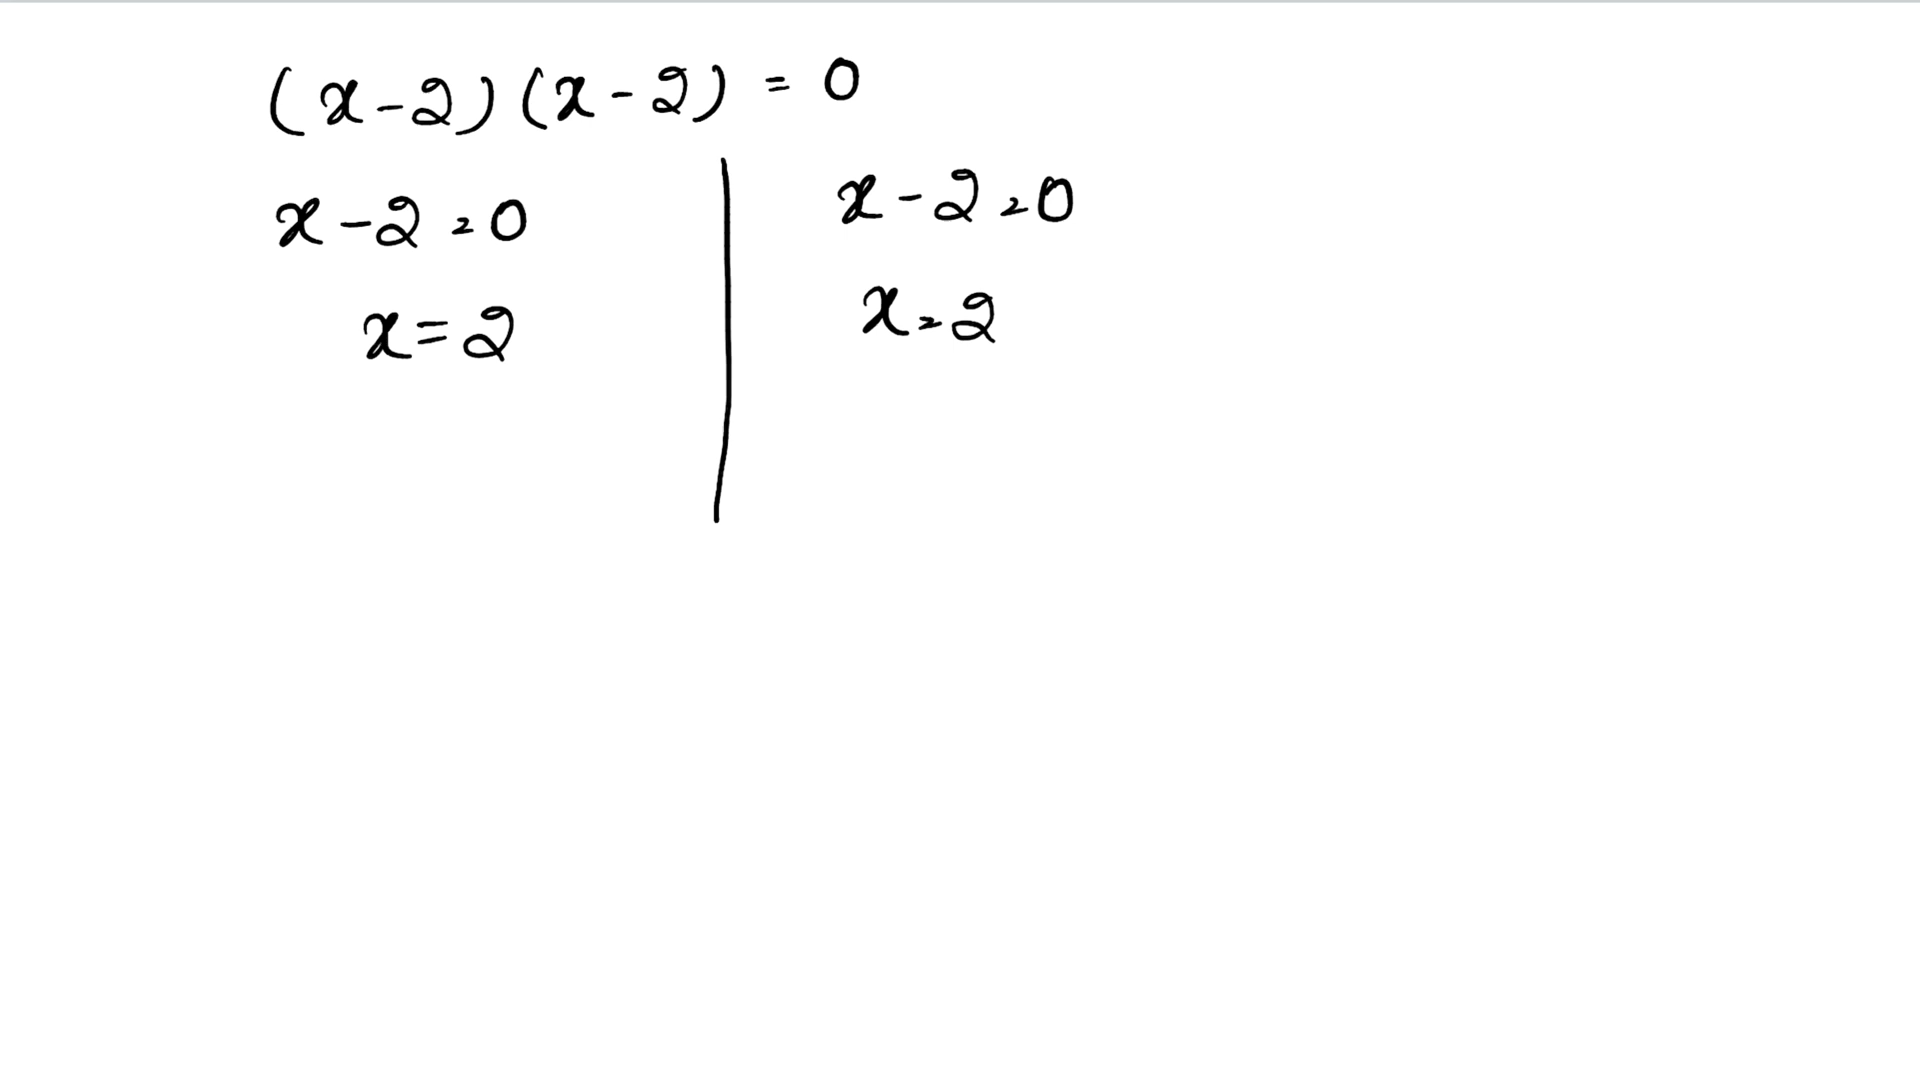 (x-2)(x-2) = 0
x-2=0
x=2
x-2=0
x=2